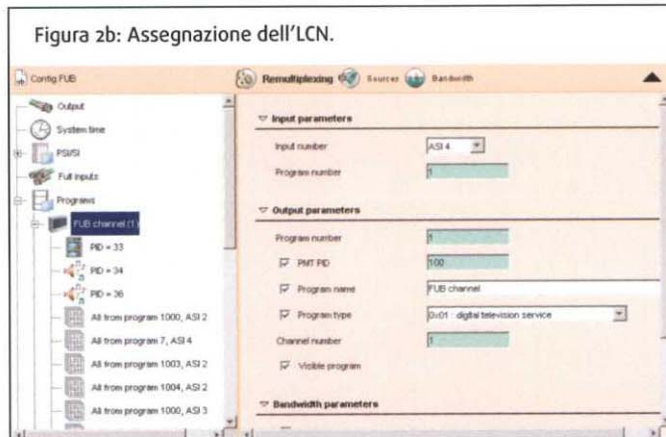 Figura 2b: Assegnazione dell'LCN.
Contig FUB
Remultiplexing Sources Bandwidth
Output
System time
PSI/SI
Full inputs
Programs
FUB channel (1)
PID = 33
PID = 34
PID = 36
All from program 1000, ASI 2
All from program 7, ASI 4
All from program 1003, ASI 2
All from program 1004, ASI 2
All from program 1000, ASI 3
Input parameters
Input number ASI 4
Program number 1
Output parameters
Program number 1
PMT PID 100
Program name FUB channel
Program type 0x01 : digital television service
Channel number 1
Visible program
Bandwidth parameters